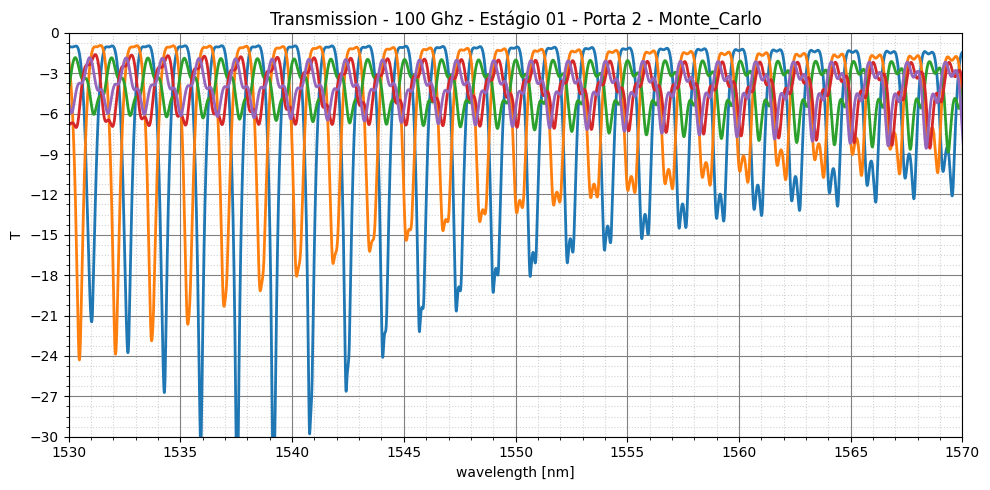 Transmission - 100 Ghz - Estágio 01 - Porta 2 - Monte_Carlo
0
−3
−6
−9
−12
−15
−18
−21
−24
−27
−30
T
1530 1535 1540 1545 1550 1555 1560 1565 1570
wavelength [nm]